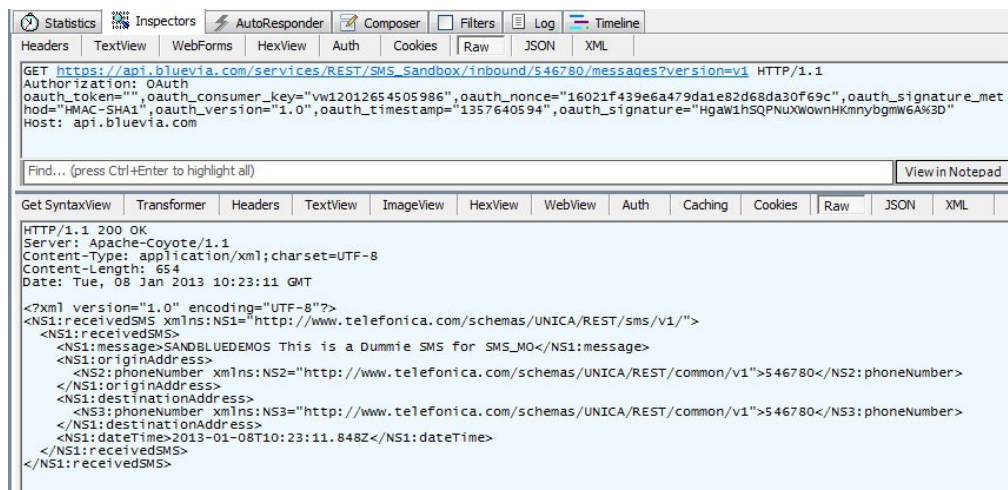 Statistics Inspectors AutoResponder Composer Filters Log Timeline
Headers TextView WebForms HexView Auth Cookies Raw JSON XML
GET https://api.bluevia.com/services/REST/SMS_Sandbox/inbound/546780/messages?version=v1 HTTP/1.1
Authorization: OAuth
oauth_token="",oauth_consumer_key="vw12012654505986",oauth_nonce="16021f439e6a479da1e82d68da30f69c",oauth_signature_met
hod="HMAC-SHA1",oauth_version="1.0",oauth_timestamp="1357640594",oauth_signature="HgaW1hSQPNuXWownHKmnybgmW6A%3D"
Host: api.bluevia.com
Find... (press Ctrl+Enter to highlight all) View in Notepad
Get SyntaxView Transformer Headers TextView ImageView HexView WebView Auth Caching Cookies Raw JSON XML
HTTP/1.1 200 OK
Server: Apache-Coyote/1.1
Content-Type: application/xml;charset=UTF-8
Content-Length: 654
Date: Tue, 08 Jan 2013 10:23:11 GMT
<?xml version="1.0" encoding="UTF-8"?>
<NS1:receivedSMS xmlns:NS1="http://www.telefonica.com/schemas/UNICA/REST/sms/v1/">
<NS1:receivedSMS>
<NS1:message>SANDBLUEDEMOS This is a Dummie SMS for SMS_MO</NS1:message>
<NS1:originAddress>
<NS2:phoneNumber xmlns:NS2="http://www.telefonica.com/schemas/UNICA/REST/common/v1">546780</NS2:phoneNumber>
</NS1:originAddress>
<NS1:destinationAddress>
<NS3:phoneNumber xmlns:NS3="http://www.telefonica.com/schemas/UNICA/REST/common/v1">546780</NS3:phoneNumber>
</NS1:destinationAddress>
<NS1:dateTime>2013-01-08T10:23:11.848Z</NS1:dateTime>
</NS1:receivedSMS>
</NS1:receivedSMS>